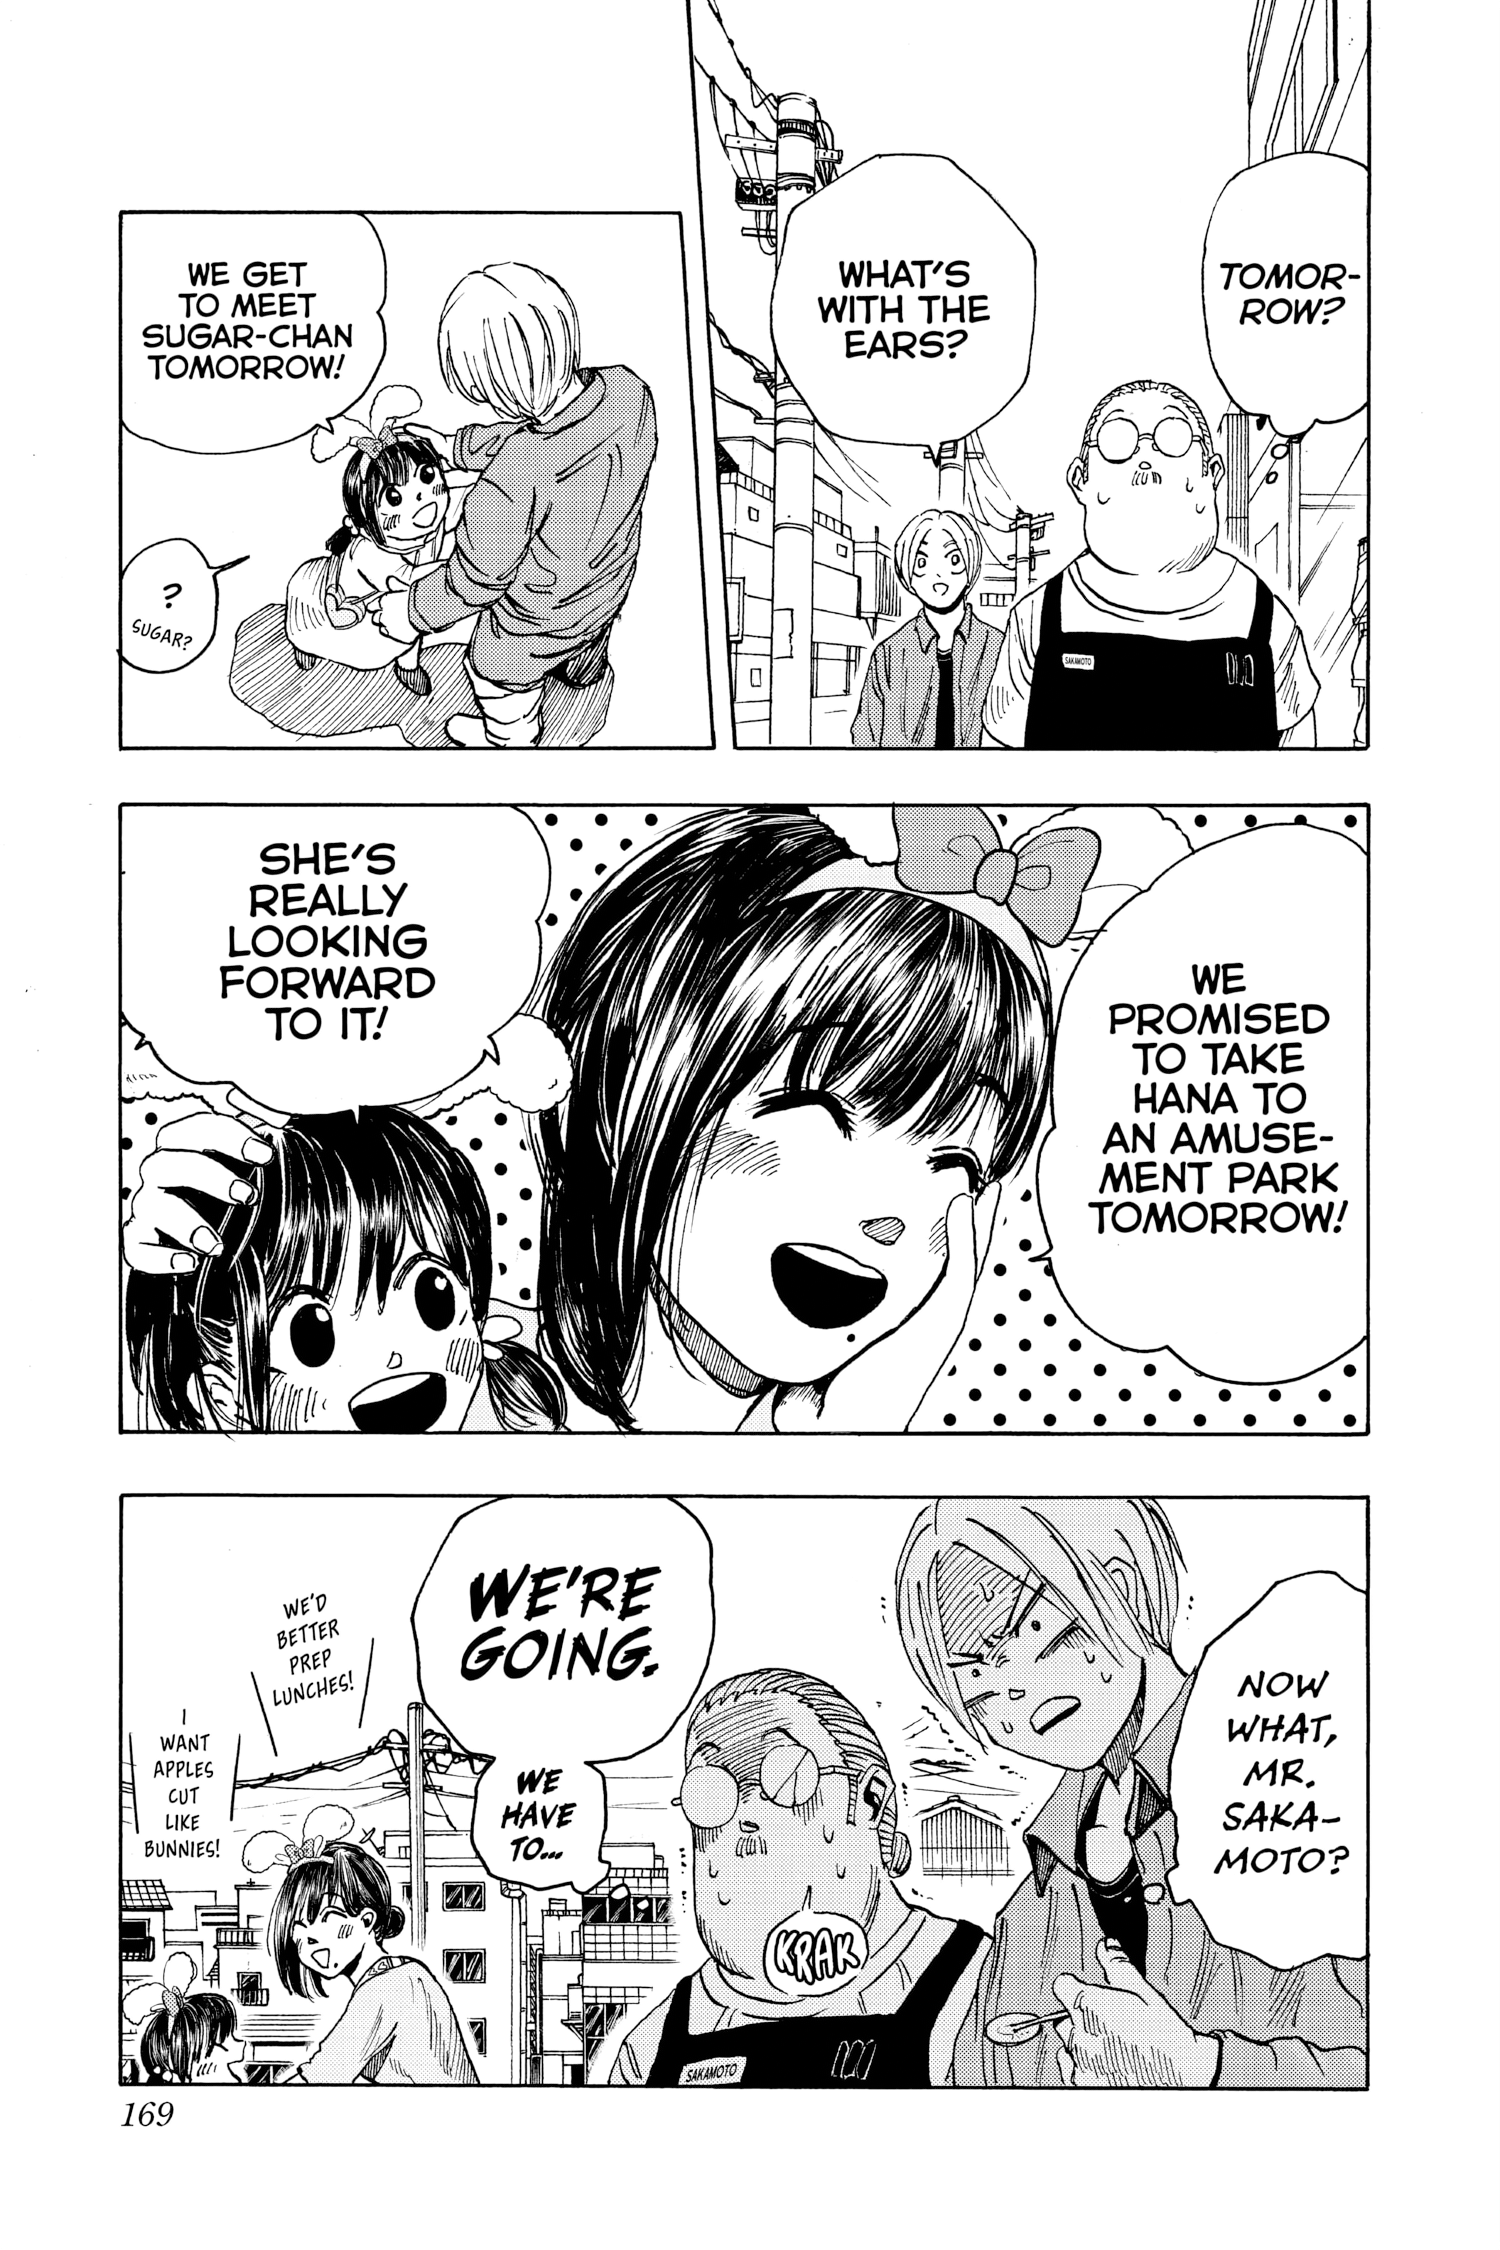 TOMOR-
ROW?
WHAT'S
WITH THE
EARS?
SAKAMOTO
WE GET
TO MEET
SUGAR-CHAN
TOMORROW!
?
SUGAR?
WE
PROMISED
TO TAKE
HANA TO
AN AMUSE-
MENT PARK
TOMORROW!
SHE'S
REALLY
LOOKING
FORWARD
TO IT!
NOW
WHAT,
MR.
SAKA-
MOTO?
WE'RE
GOING.
WE
HAVE
TO...
KRAK
SAKAMOTO
WE'D
BETTER
PREP
LUNCHES!
I
WANT
APPLES
CUT
LIKE
BUNNIES!
169